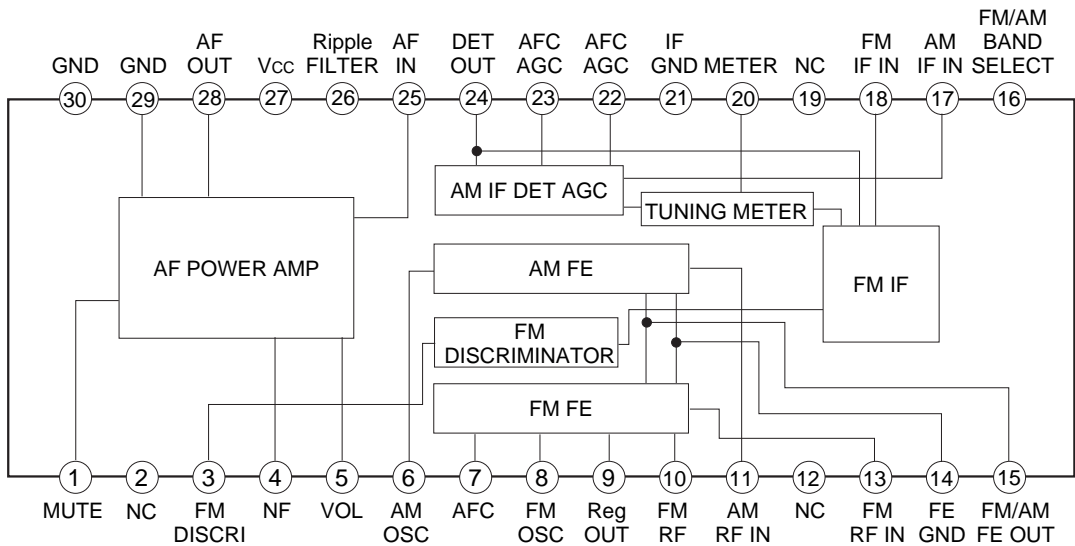 GND
GND
AF
OUT
Vcc
Ripple
FILTER
AF
IN
DET
OUT
AFC
AGC
AFC
AGC
IF
GND
METER
NC
FM
IF IN
AM
IF IN
FM/AM
BAND
SELECT
30 29 28 27 26 25 24 23 22 21 20 19 18 17 16
AM IF DET AGC
TUNING METER
AF POWER AMP
AM FE
FM IF
FM
DISCRIMINATOR
FM FE
1 2 3 4 5 6 7 8 9 10 11 12 13 14 15
MUTE
NC
FM
DISCRI
NF
VOL
AM
OSC
AFC
FM
OSC
Reg
OUT
FM
RF
AM
RF IN
NC
FM
RF IN
FE
GND
FM/AM
FE OUT